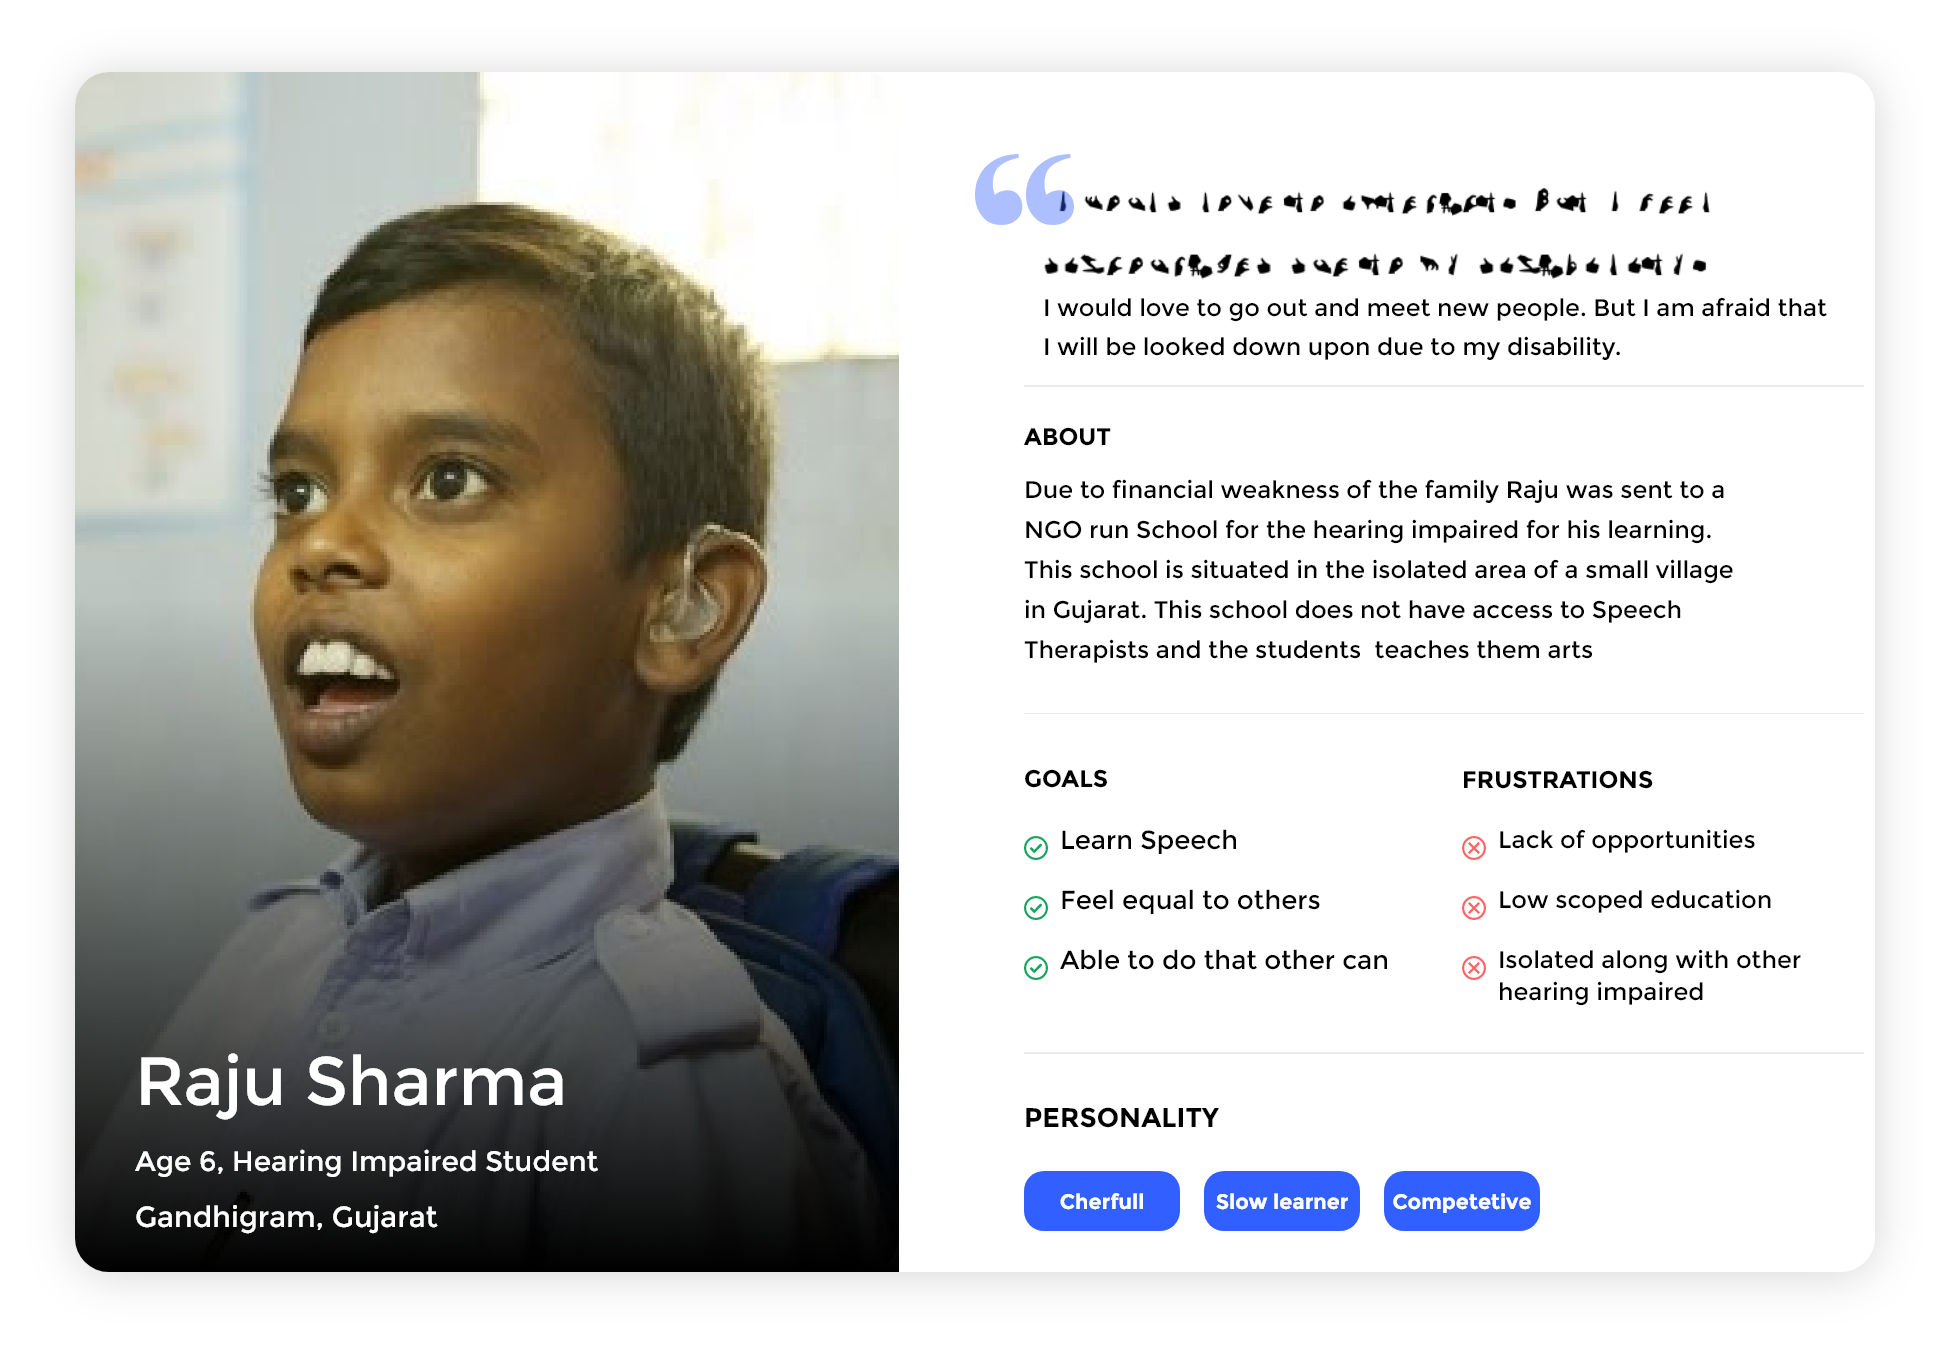 I would love to go out and meet new people. But I am afraid that
I will be looked down upon due to my disability.
ABOUT
Due to financial weakness of the family Raju was sent to a
NGO run School for the hearing impaired for his learning.
This school is situated in the isolated area of a small village
in Gujarat. This school does not have access to Speech
Therapists and the students  teaches them arts
GOALS
Learn Speech
Feel equal to others
Able to do that other can
FRUSTRATIONS
Lack of opportunities
Low scoped education
Isolated along with other
hearing impaired
PERSONALITY
Cherfull
Slow learner
Competetive
Raju Sharma
Age 6, Hearing Impaired Student
Gandhigram, Gujarat